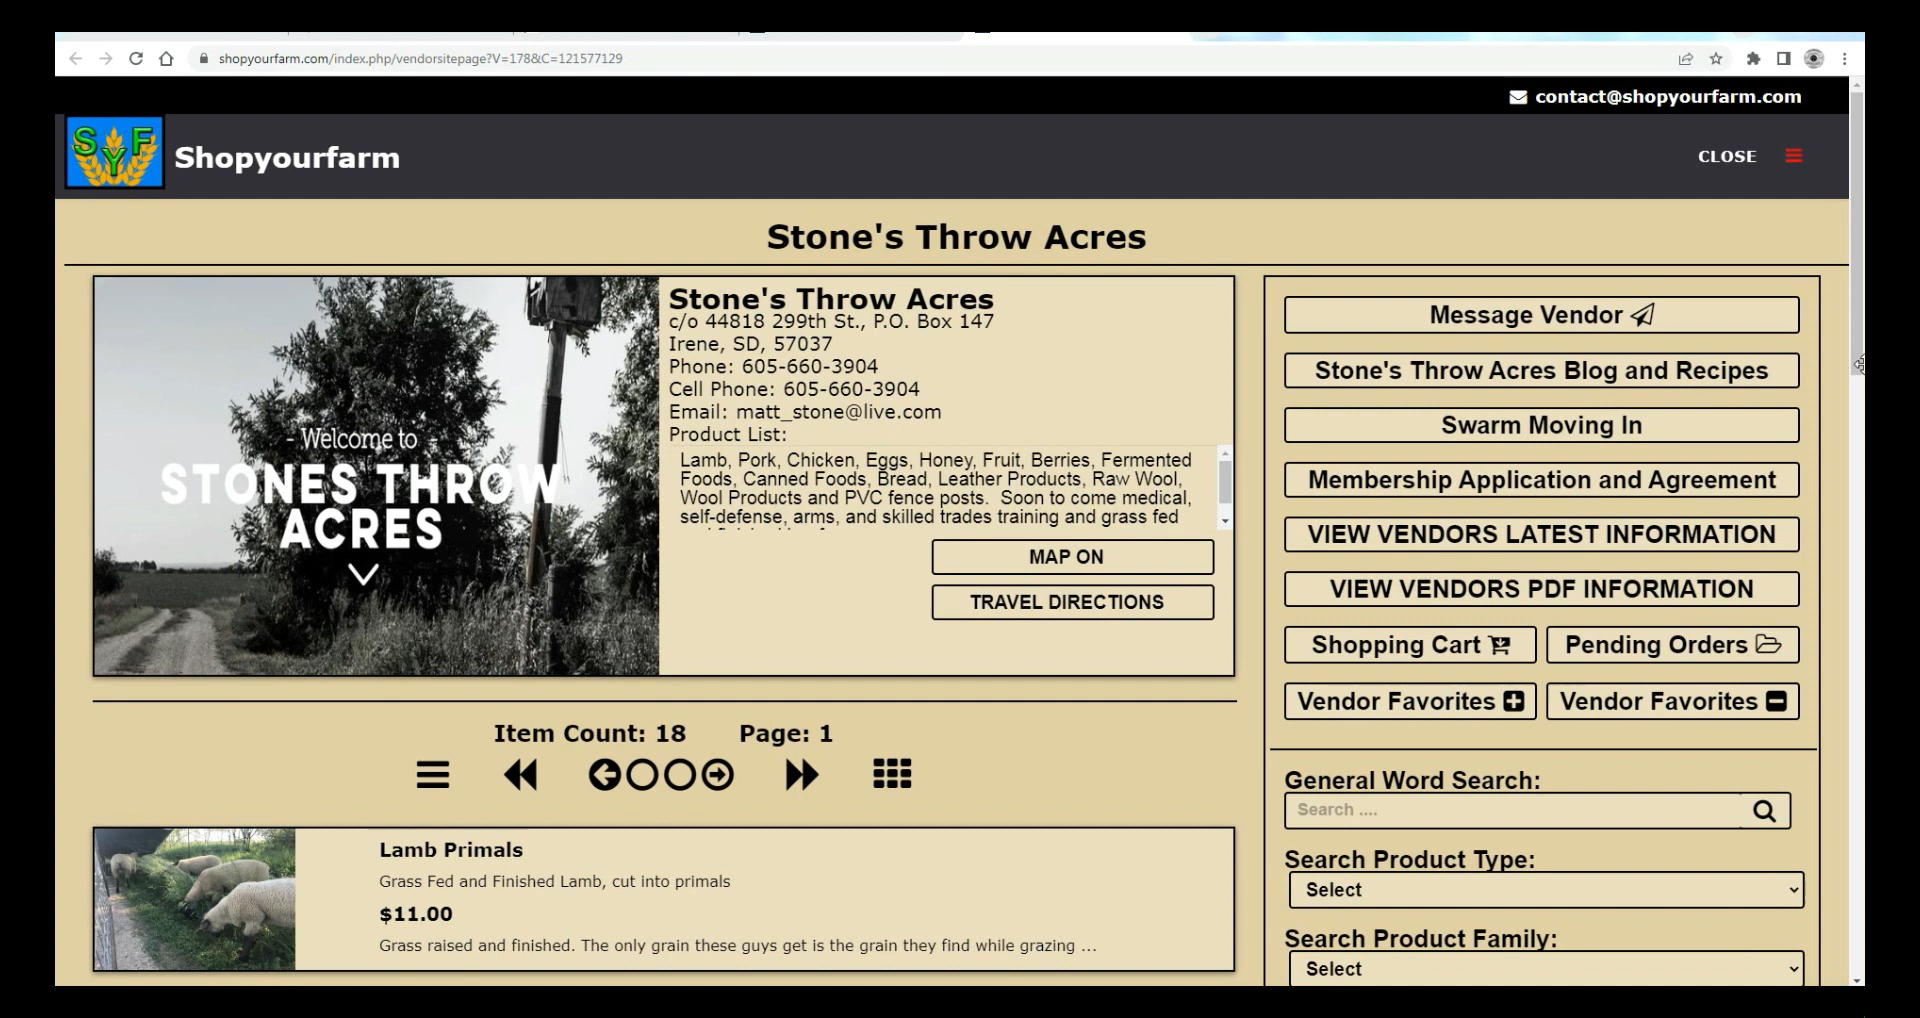 shopyourfarm.com/index.php/vendorsitepage?V=178&C=121577129
contact@shopyourfarm.com
SYF
Shopyourfarm
CLOSE
Stone's Throw Acres
- Welcome to -
STONES THROW
ACRES
Stone's Throw Acres
c/o 44818 299th St., P.O. Box 147
Irene, SD, 57037
Phone: 605-660-3904
Cell Phone: 605-660-3904
Email: matt_stone@live.com
Product List:
Lamb, Pork, Chicken, Eggs, Honey, Fruit, Berries, Fermented
Foods, Canned Foods, Bread, Leather Products, Raw Wool,
Wool Products and PVC fence posts. Soon to come medical,
self-defense, arms, and skilled trades training and grass fed
MAP ON
TRAVEL DIRECTIONS
Message Vendor
Stone's Throw Acres Blog and Recipes
Swarm Moving In
Membership Application and Agreement
VIEW VENDORS LATEST INFORMATION
VIEW VENDORS PDF INFORMATION
Shopping Cart
Pending Orders
Vendor Favorites
Vendor Favorites
Item Count: 18 Page: 1
General Word Search:
Search ....
Search Product Type:
Select
Search Product Family:
Select
Lamb Primals
Grass Fed and Finished Lamb, cut into primals
$11.00
Grass raised and finished. The only grain these guys get is the grain they find while grazing ...